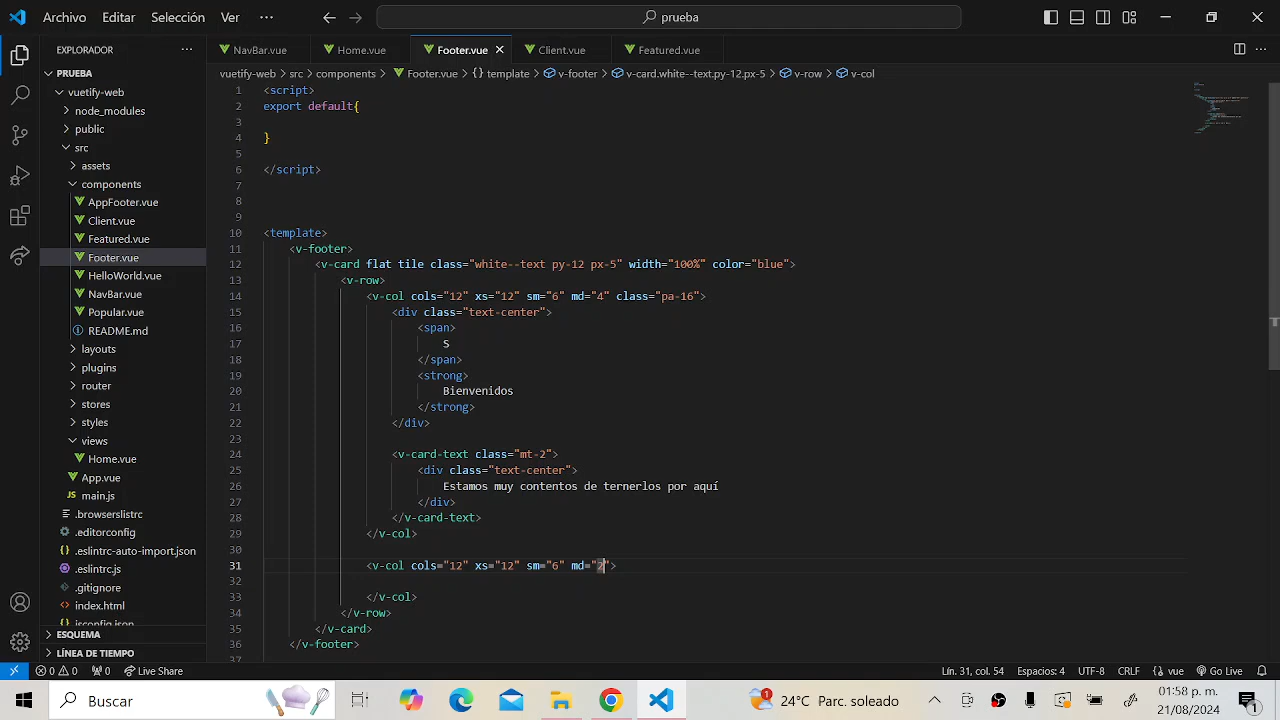 Archivo Editar Selección Ver ··· prueba
EXPLORADOR ···
NavBar.vue Home.vue Footer.vue Client.vue Featured.vue
vuetify-web > src > components > Footer.vue > template > v-footer > v-card.white--text.py-12.px-5 > v-row > v-col
PRUEBA
vuetify-web
node_modules
public
src
assets
components
AppFooter.vue
Client.vue
Featured.vue
Footer.vue
HelloWorld.vue
NavBar.vue
Popular.vue
README.md
layouts
plugins
router
stores
styles
views
Home.vue
App.vue
main.js
.browserslistrc
.editorconfig
.eslintrc-auto-import.json
.eslintrc.js
.gitignore
index.html
jsconfig.json
ESQUEMA
LÍNEA DE TIEMPO
1 <script>
2 export default{
3
4 }
5
6 </script>
7
8
9
10 <template>
11 <v-footer>
12 <v-card flat tile class="white--text py-12 px-5" width="100%" color="blue">
13 <v-row>
14 <v-col cols="12" xs="12" sm="6" md="4" class="pa-16">
15 <div class="text-center">
16 <span>
17 S
18 </span>
19 <strong>
20 Bienvenidos
21 </strong>
22 </div>
23
24 <v-card-text class="mt-2">
25 <div class="text-center">
26 Estamos muy contentos de ternerlos por aquí
27 </div>
28 </v-card-text>
29 </v-col>
30
31 <v-col cols="12" xs="12" sm="6" md="2">
32
33 </v-col>
34 </v-row>
35 </v-card>
36 </v-footer>
37
0 0 0 Live Share Lín. 31, col. 54 Espacios: 4 UTF-8 CRLF {} vue Go Live
Buscar 1 24°C Parc. soleado 01:58 p. m.
21/08/2024 1